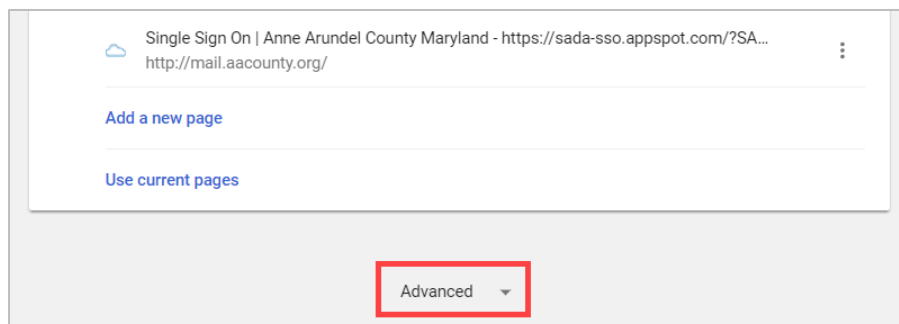 Single Sign On | Anne Arundel County Maryland - https://sada-sso.appspot.com/?SA...
http://mail.aacounty.org/
Add a new page
Use current pages
Advanced